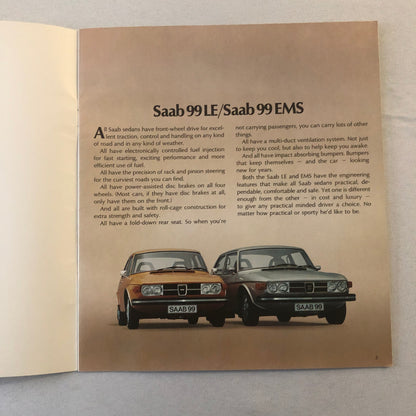 Saab 99 LE/Saab 99 EMS
All Saab sedans have front-wheel drive for excel-
lent traction, control and handling on any kind
of road and in any kind of weather.
All have electronically controlled fuel injection
for fast starting, exciting performance and more
efficient use of fuel.
All have the precision of rack and pinion steering
for the curviest roads you can find.
All have power-assisted disc brakes on all four
wheels. (Most cars, if they have disc brakes at all,
only have them on the front.)
And all are built with roll-cage construction for
extra strength and safety.
All have a fold-down rear seat. So when you're
not carrying passengers, you can carry lots of other
things.
All have a multi-duct ventilation system. Not just
to keep you cool, but also to help keep you awake.
And all have impact absorbing bumpers. Bumpers
that keep themselves — and the car — looking
new for years.
Both the Saab LE and EMS have the engineering
features that make all Saab sedans practical, de-
pendable, comfortable and safe. Yet one is different
enough from the other — in cost and luxury —
to give any practical minded driver a choice. No
matter how practical or sporty he'd like to be.
SAAB 99
SAAB 99